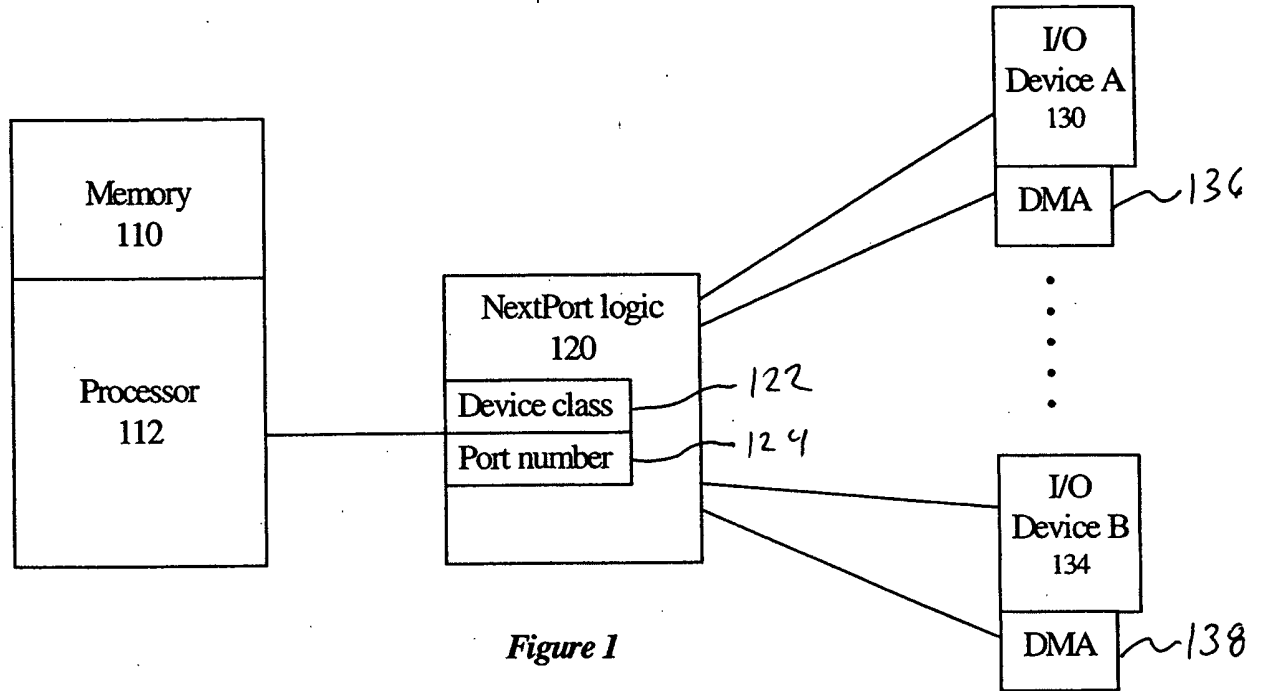 Memory
110
Processor
112
NextPort logic
120
Device class
122
Port number
124
I/O
Device A
130
DMA
136
I/O
Device B
134
DMA
138
Figure 1